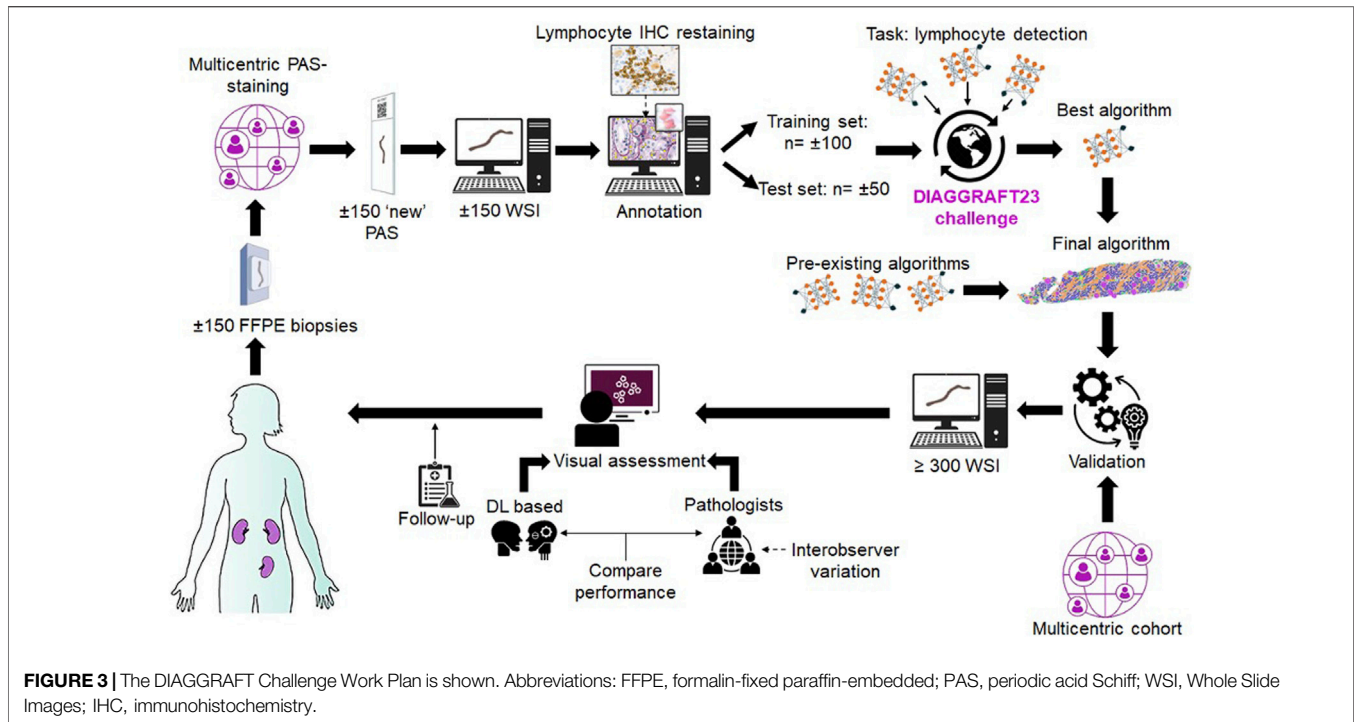 Lymphocyte IHC restaining
Task: lymphocyte detection
Multicentric PAS-
staining
Best algorithm
Training set:
n= ±100
Test set: n= ±50
DIAGGRAFT23
challenge
±150 'new'
PAS
±150 WSI
Annotation
Final algorithm
Pre-existing algorithms
±150 FFPE biopsies
Visual assessment
≥ 300 WSI
Validation
Follow-up
DL based
Pathologists
Interobserver
variation
Compare
performance
Multicentric cohort
FIGURE 3 | The DIAGGRAFT Challenge Work Plan is shown. Abbreviations: FFPE, formalin-fixed paraffin-embedded; PAS, periodic acid Schiff; WSI, Whole Slide
Images; IHC, immunohistochemistry.